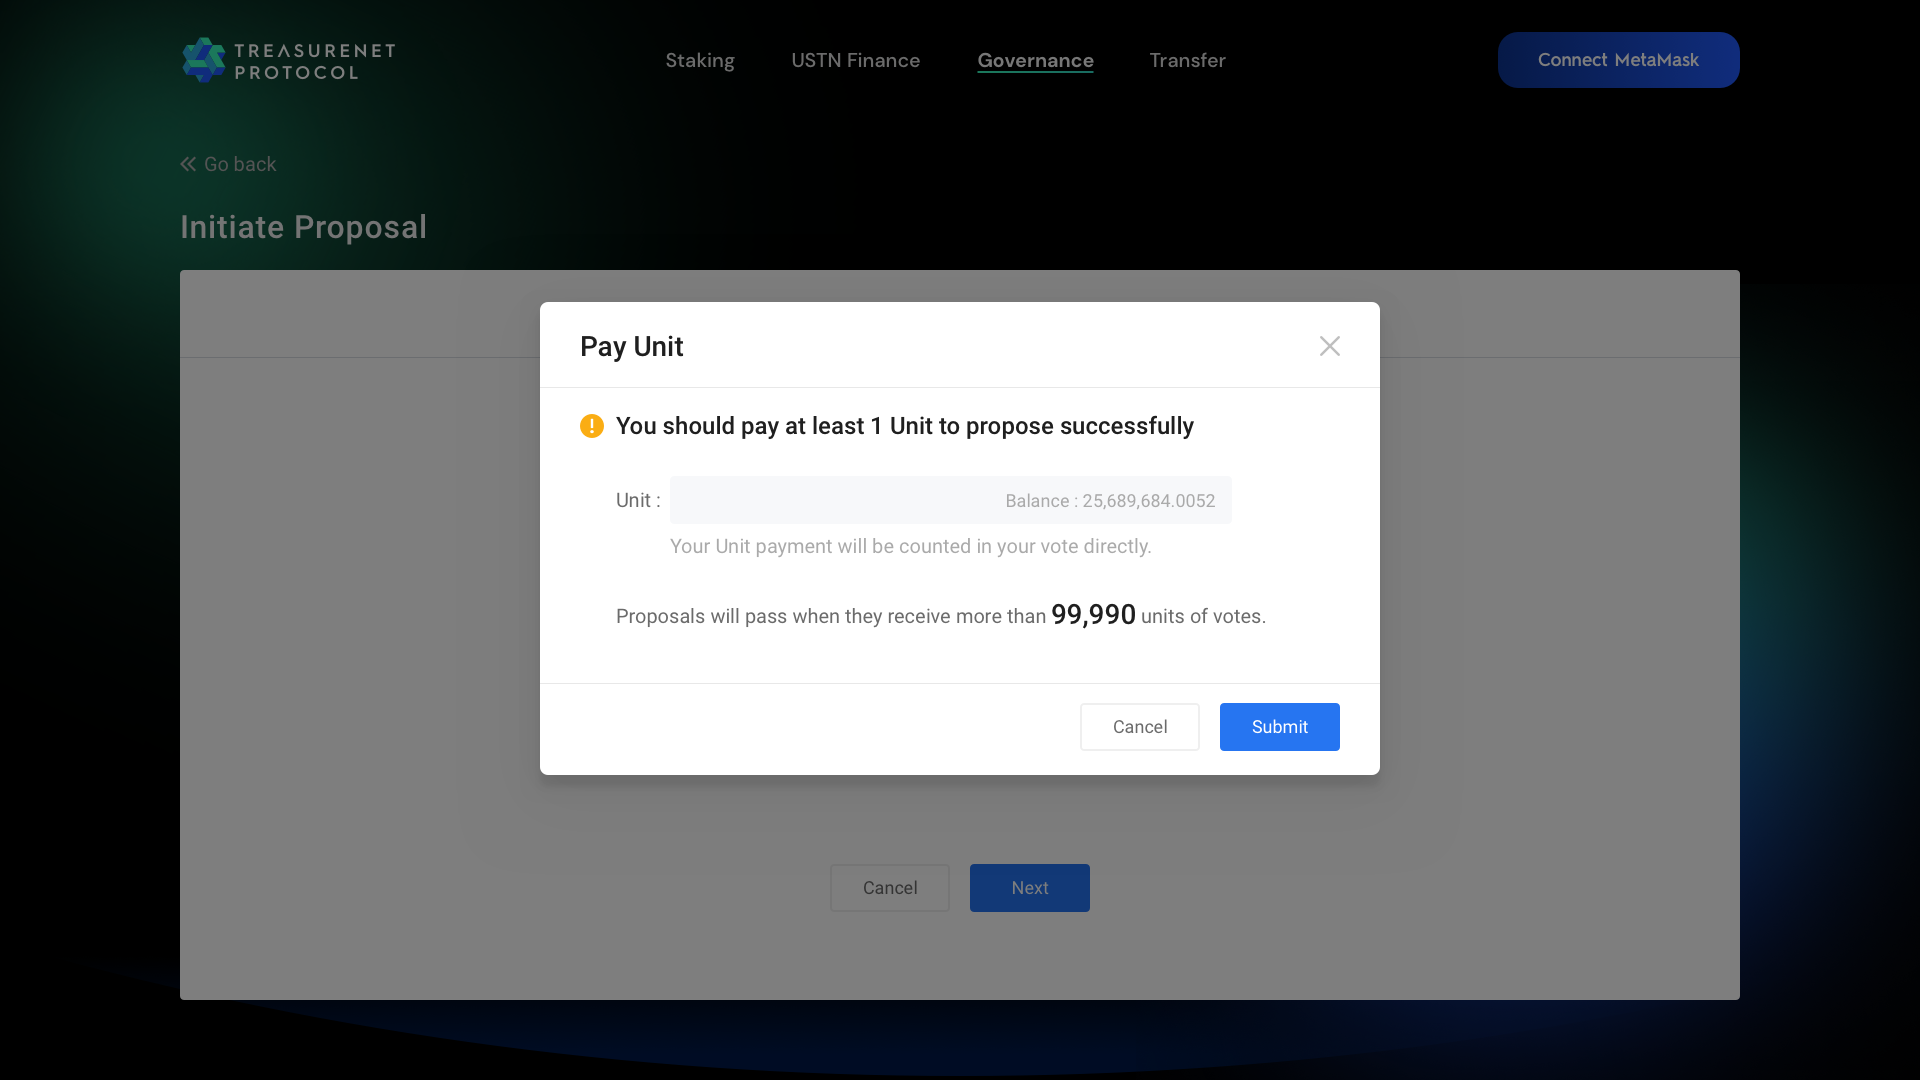 TREASURENET
PROTOCOL
Staking
USTN Finance
Governance
Transfer
Connect MetaMask
Go back
Initiate Proposal
Pay Unit
You should pay at least 1 Unit to propose successfully
Unit :
Balance : 25,689,684.0052
Your Unit payment will be counted in your vote directly.
Proposals will pass when they receive more than 99,990 units of votes.
Cancel
Submit
Cancel
Next